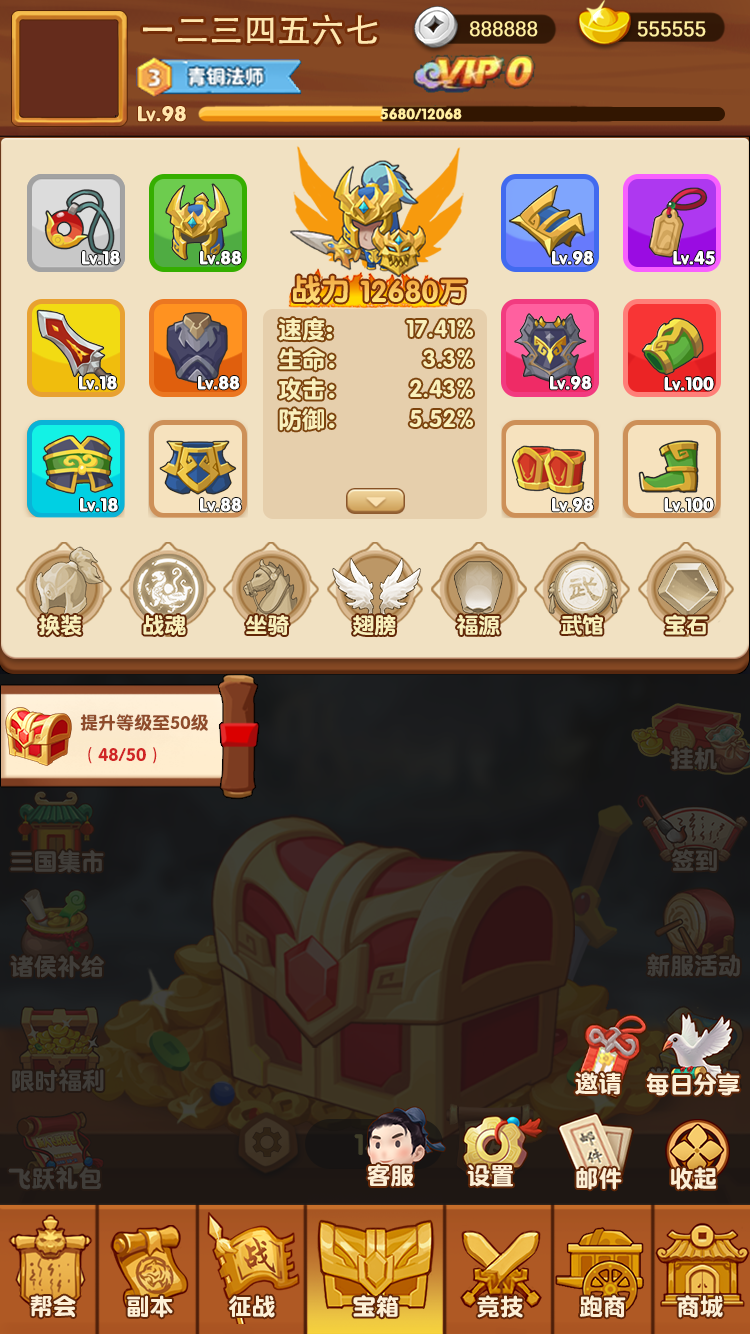 一二三四五六七
888888
555555
3 青铜法师
VIP 0
Lv.98
5680/12068
Lv.18
Lv.88
Lv.98
Lv.45
战力 12680万
Lv.18
Lv.88
速度: 17.41%
生命: 3.3%
攻击: 2.43%
防御: 5.52%
Lv.98
Lv.100
Lv.18
Lv.88
Lv.98
Lv.100
武
换装
战魂
坐骑
翅膀
福源
武馆
宝石
提升等级至50级
(48/50)
挂机
三国集市
签到
诸侯补给
新服活动
限时福利
邀请
每日分享
飞跃礼包
客服
设置
邮件
邮件
收起
战
帮会
副本
征战
宝箱
竞技
跑商
商城